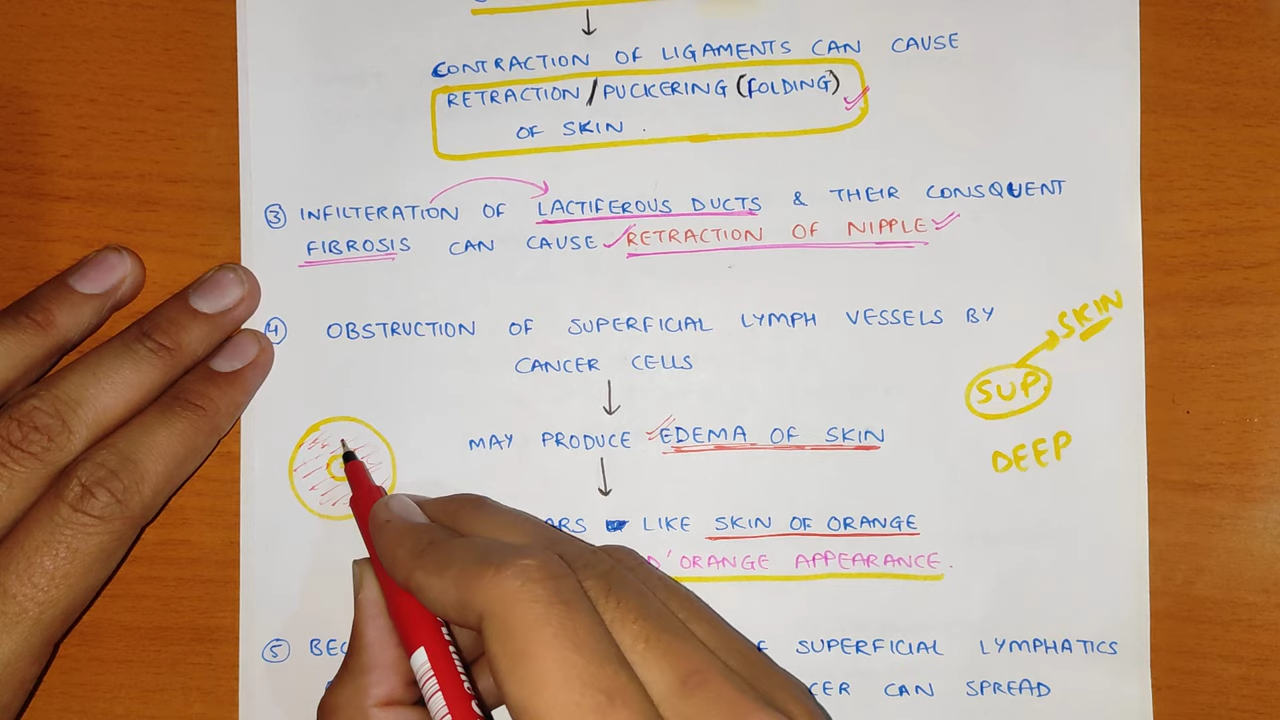 CONTRACTION OF LIGAMENTS CAN CAUSE
RETRACTION / PUCKERING (FOLDING)
OF SKIN.
③ INFILTERATION OF LACTIFEROUS DUCTS & THEIR CONSQUENT
FIBROSIS CAN CAUSE RETRACTION OF NIPPLE
④ OBSTRUCTION OF SUPERFICIAL LYMPH VESSELS BY
CANCER CELLS
SKIN
SUP.
DEEP
MAY PRODUCE EDEMA OF SKIN
LIKE SKIN OF ORANGE
D'ORANGE APPEARANCE.
⑤ SUPERFICIAL LYMPHATICS
CAN SPREAD